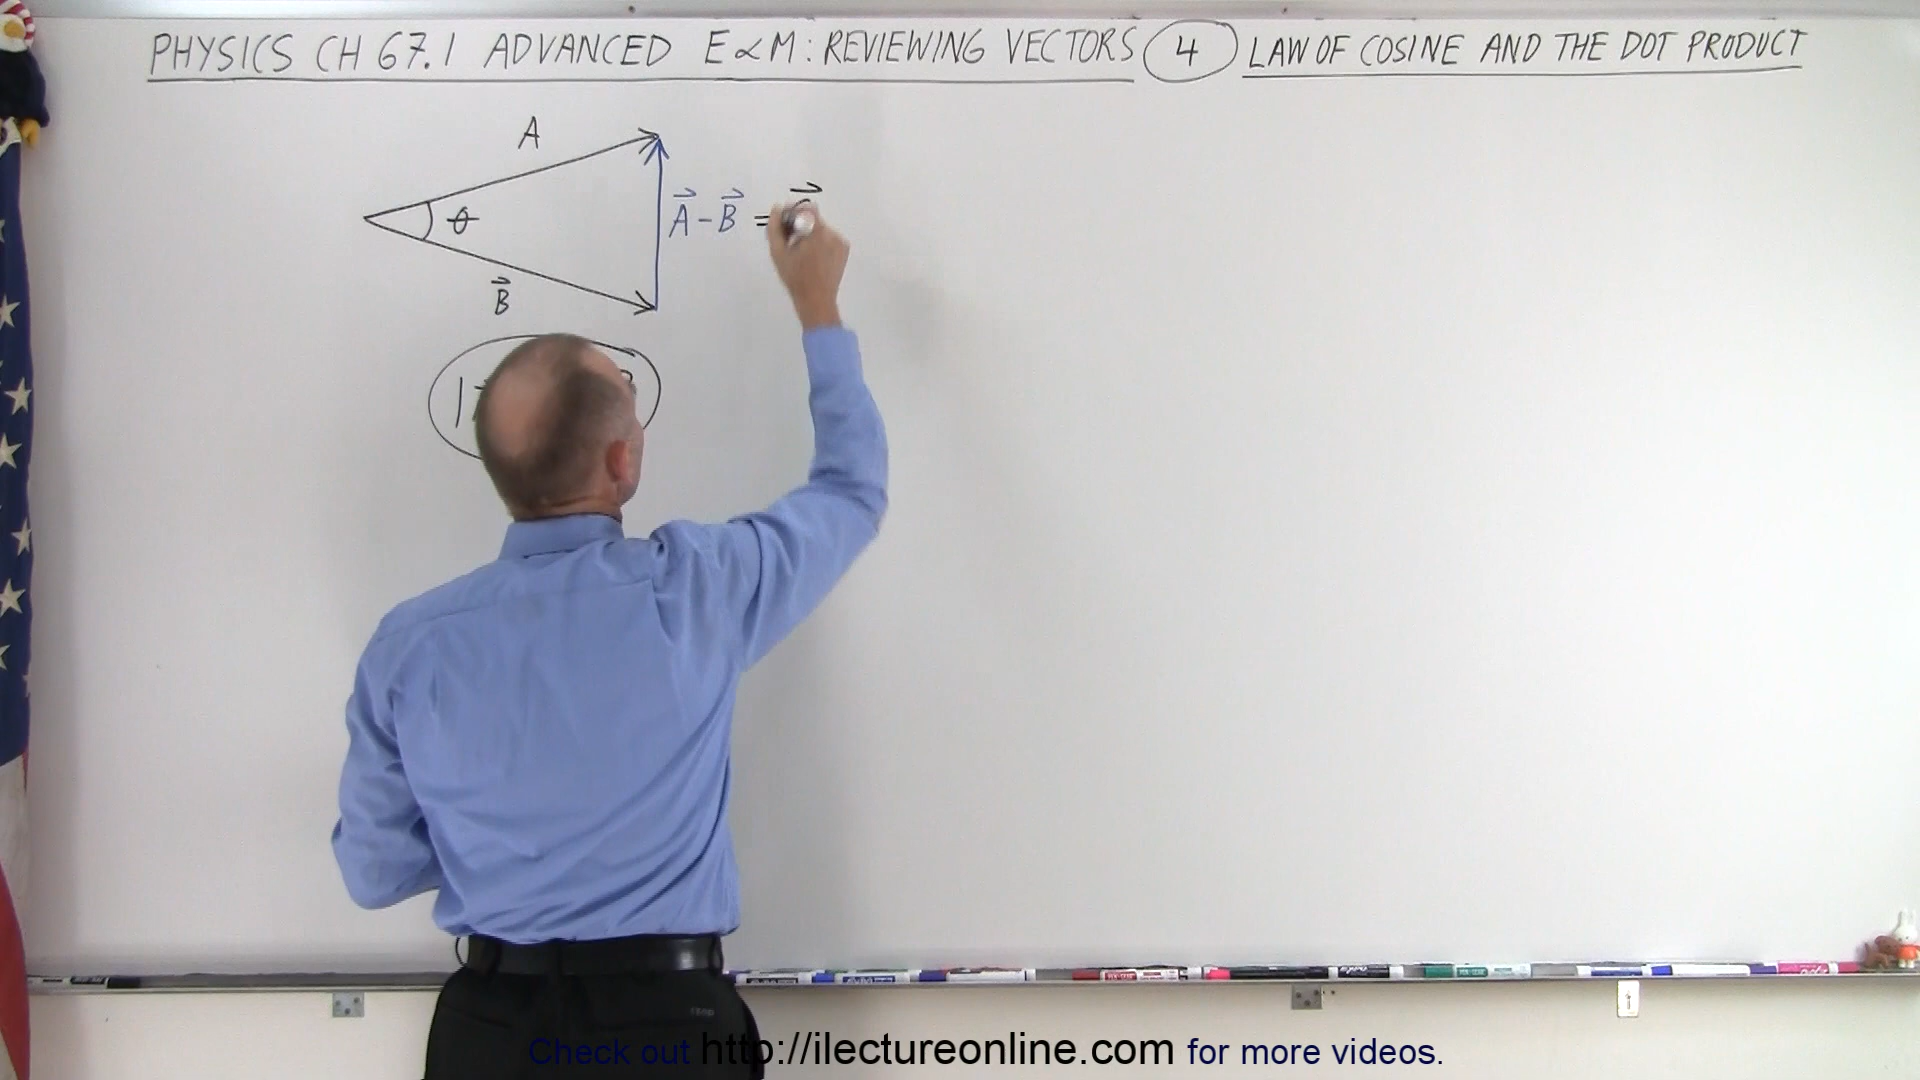 PHYSICS CH 67.1 ADVANCED E & M : REVIEWING VECTORS 4 LAW OF COSINE AND THE DOT PRODUCT
A
θ
A⃗ - B⃗ =
B⃗
Check out http://ilectureonline.com for more videos.